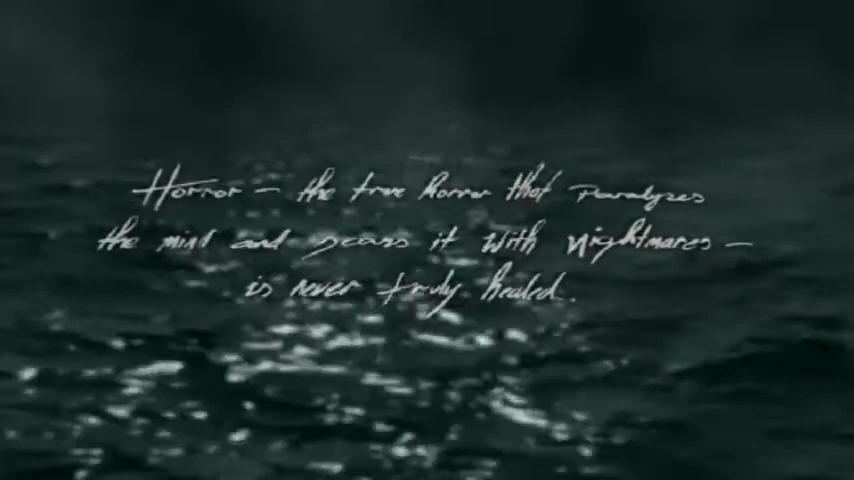 Horror – the true horror that paralyzes
the mind and scars it with nightmares –
is never truly healed.